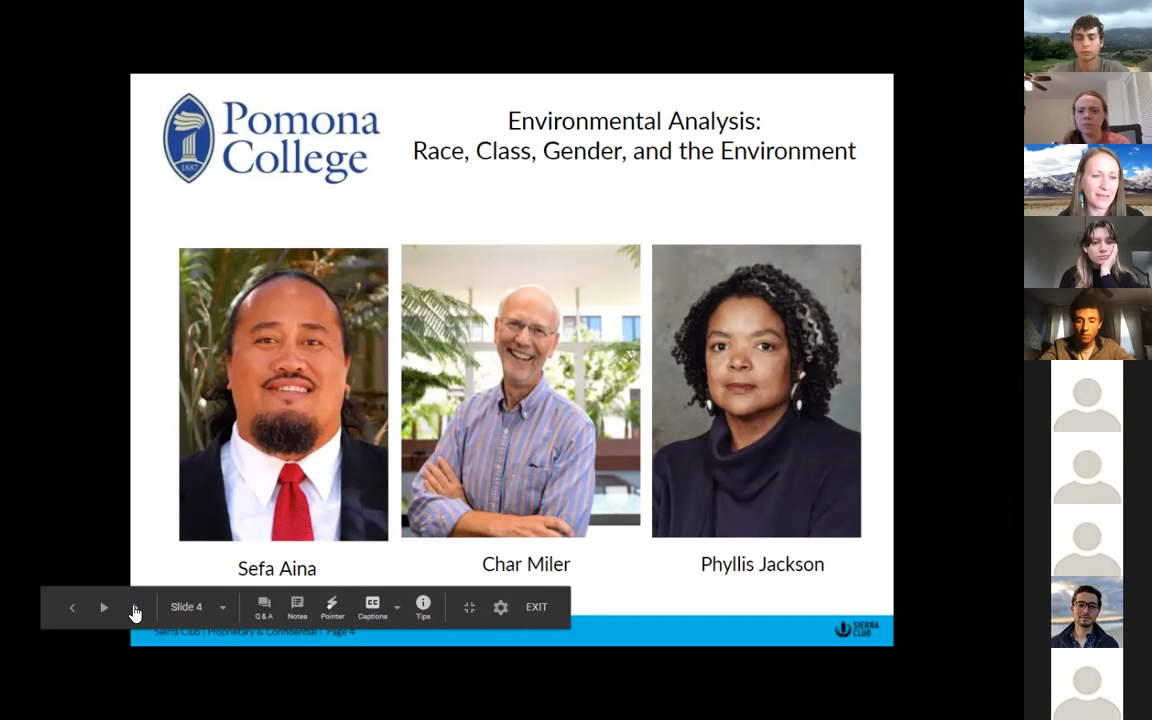 Pomona
College
1887
Environmental Analysis:
Race, Class, Gender, and the Environment
Sefa Aina
Char Miler
Phyllis Jackson
Slide 4
Q & A
Notes
Pointer
CC
Captions
Tips
EXIT
Sierra Club | Proprietary & Confidential | Page 4
SIERRA
CLUB